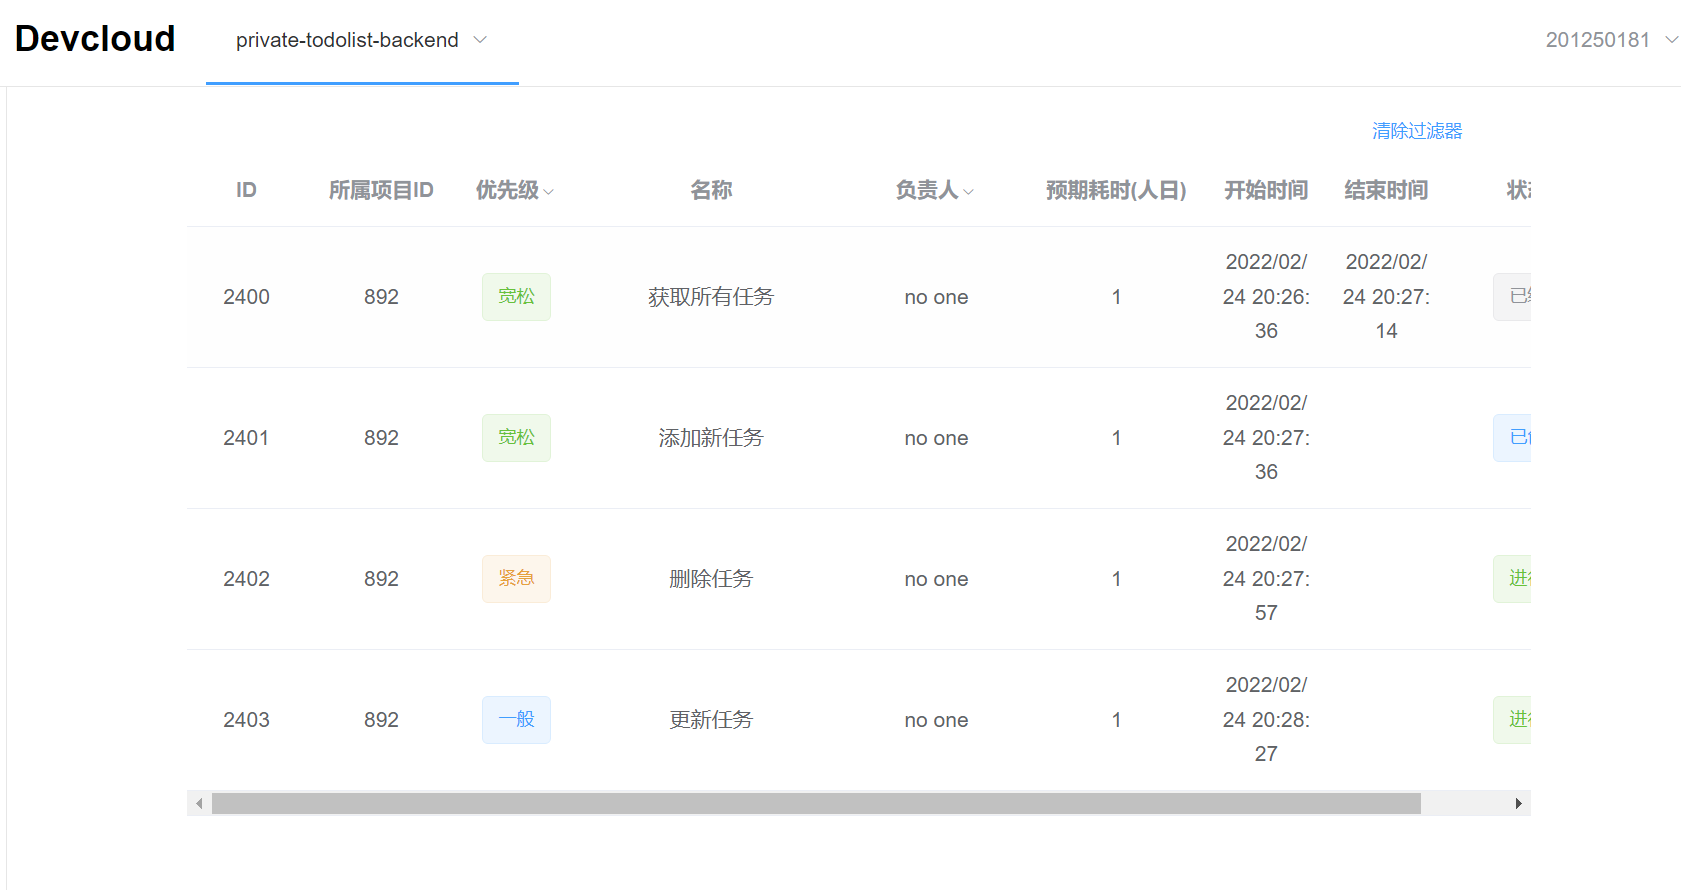 Devcloud private-todolist-backend 201250181
清除过滤器
ID 所属项目ID 优先级 名称 负责人 预期耗时(人日) 开始时间 结束时间 状
2400 892 宽松 获取所有任务 no one 1 2022/02/24 20:26:36 2022/02/24 20:27:14 已
2401 892 宽松 添加新任务 no one 1 2022/02/24 20:27:36 已
2402 892 紧急 删除任务 no one 1 2022/02/24 20:27:57 进
2403 892 一般 更新任务 no one 1 2022/02/24 20:28:27 进